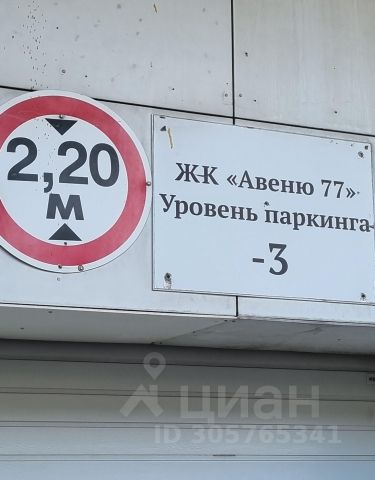 2,20
м
ЖК «Авеню 77»
Уровень паркинга
-3
циан
ID 305765341